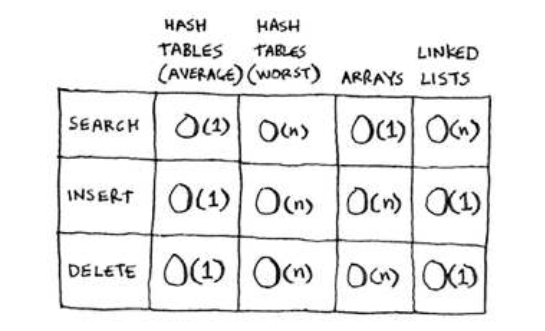 HASH TABLES (AVERAGE)
HASH TABLES (WORST)
ARRAYS
LINKED LISTS
SEARCH O(1) O(n) O(1) O(n)
INSERT O(1) O(n) O(n) O(1)
DELETE O(1) O(n) O(n) O(1)